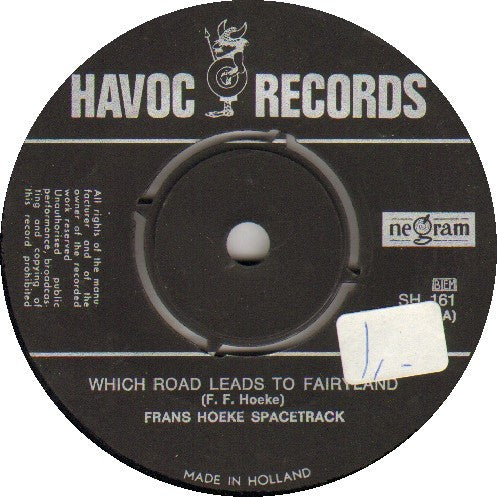 HAVOC RECORDS
All rights of the manu-
facturer and of the
owner of the recorded
work reserved
Unauthorised public
performance, broadcas-
ting and copying of
this record prohibited
negram
BIEM
SH 161
A)
1,-
WHICH ROAD LEADS TO FAIRYLAND
(F. F. Hoeke)
FRANS HOEKE SPACETRACK
MADE IN HOLLAND